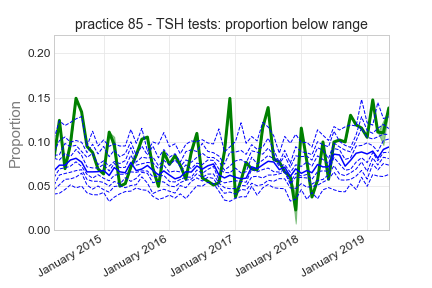 practice 85 - TSH tests: proportion below range
0.20
0.15
0.10
0.05
0.00
Proportion
January 2015
January 2016
January 2017
January 2018
January 2019